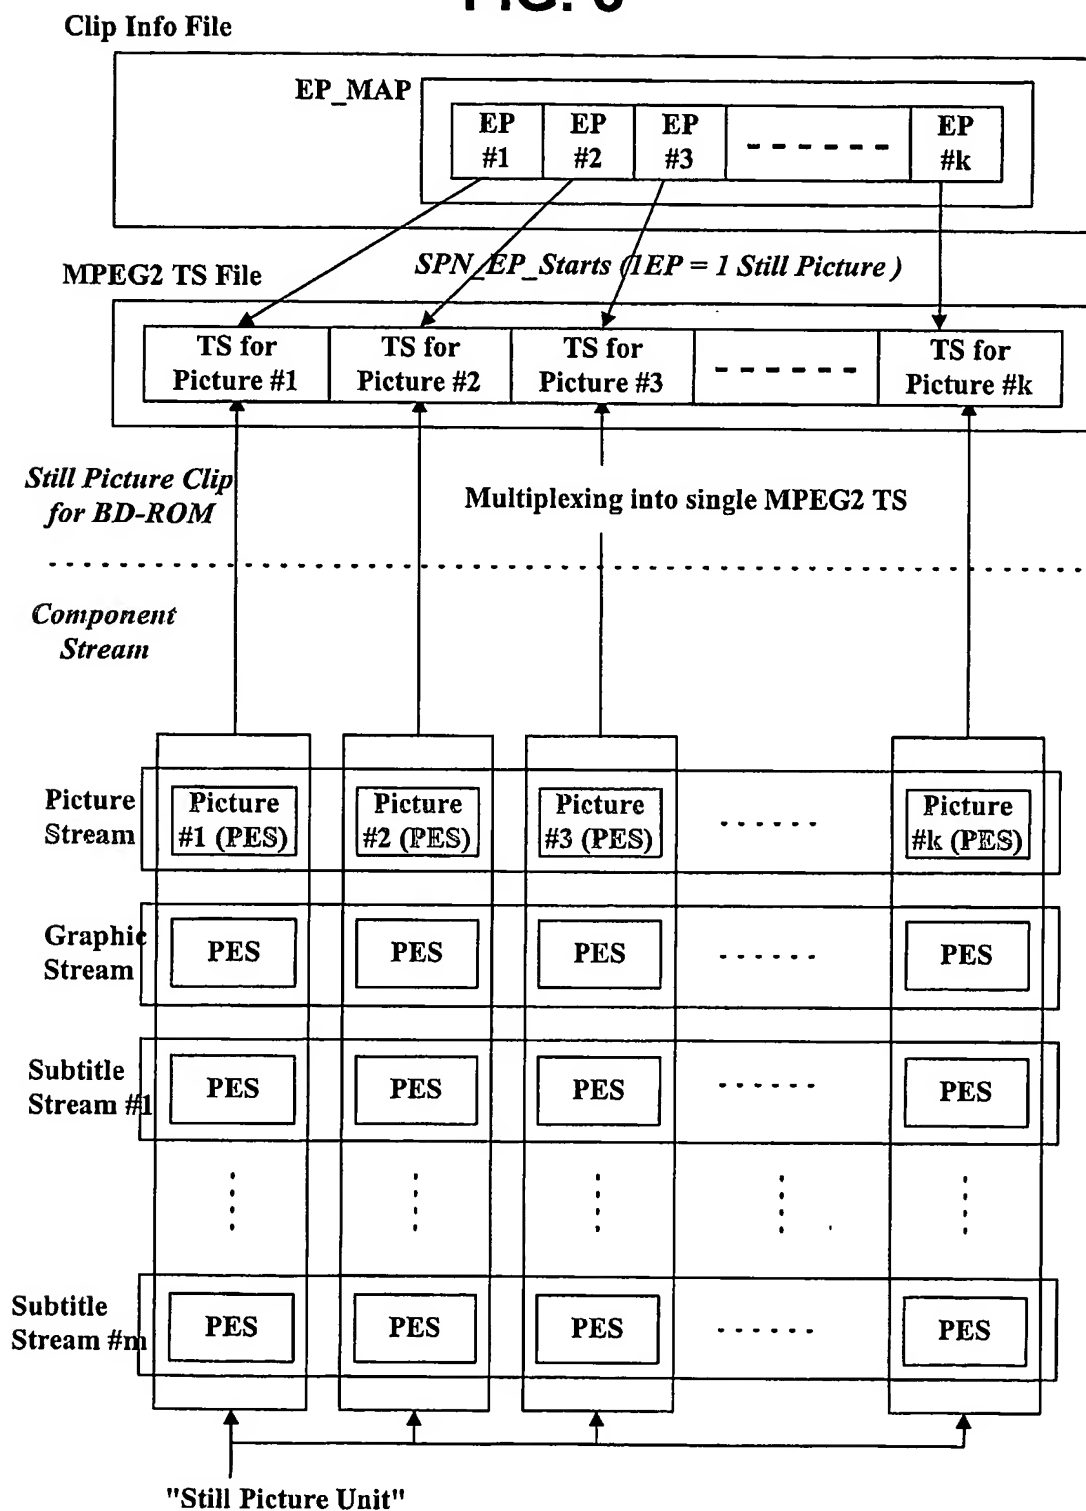 Clip Info File
EP_MAP
EP #1
EP #2
EP #3
EP #k
SPN_EP_Starts (1EP = 1 Still Picture )
MPEG2 TS File
TS for Picture #1
TS for Picture #2
TS for Picture #3
TS for Picture #k
Still Picture Clip
for BD-ROM
Multiplexing into single MPEG2 TS
Component
Stream
Picture
Stream
Picture #1 (PES)
Picture #2 (PES)
Picture #3 (PES)
Picture #k (PES)
Graphic
Stream
PES
PES
PES
PES
Subtitle
Stream #1
PES
PES
PES
PES
Subtitle
Stream #m
PES
PES
PES
PES
"Still Picture Unit"